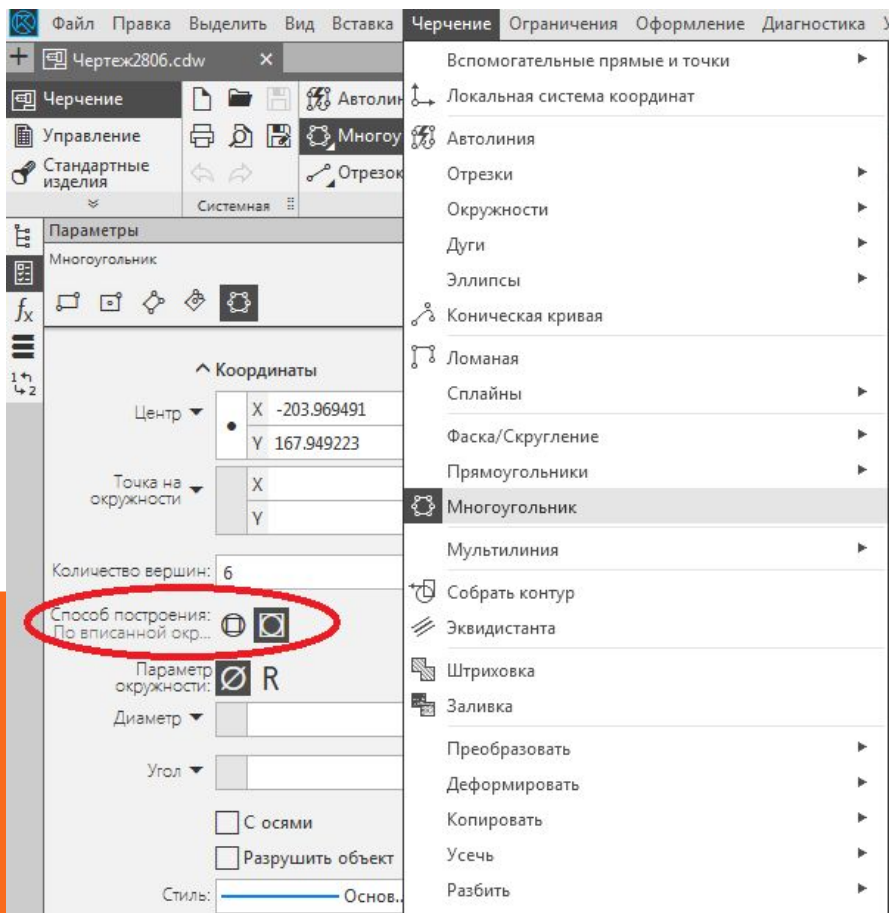 Файл Правка Выделить Вид Вставка Черчение Ограничения Оформление Диагностика
Чертеж2806.cdw
Черчение
Управление
Стандартные
изделия
Автолин
Многоу
Отрезок
Системная
Параметры
Многоугольник
Координаты
Центр
X -203.969491
Y 167.949223
Точка на
окружности
X
Y
Количество вершин: 6
Способ построения:
По вписанной окр...
Параметр
окружности:
R
Диаметр
Угол
С осями
Разрушить объект
Стиль: Основ..
Вспомогательные прямые и точки
Локальная система координат
Автолиния
Отрезки
Окружности
Дуги
Эллипсы
Коническая кривая
Ломаная
Сплайны
Фаска/Скругление
Прямоугольники
Многоугольник
Мультилиния
Собрать контур
Эквидистанта
Штриховка
Заливка
Преобразовать
Деформировать
Копировать
Усечь
Разбить